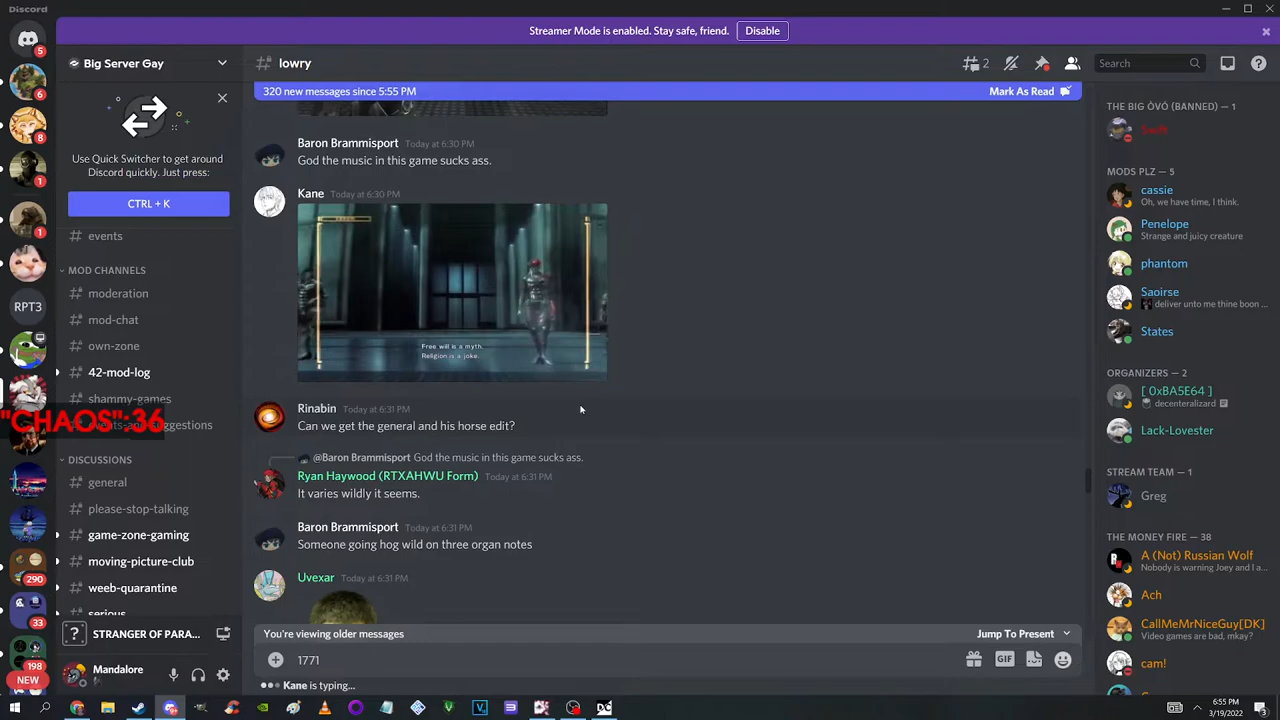 Discord
Streamer Mode is enabled. Stay safe, friend.
Disable
5
6
8
1
1
RPT3
290
33
198
NEW
Big Server Gay
Use Quick Switcher to get around
Discord quickly. Just press:
CTRL + K
events
MOD CHANNELS
moderation
mod-chat
own-zone
42-mod-log
shammy-games
"CHAOS":36
events-and-suggestions
DISCUSSIONS
general
please-stop-talking
game-zone-gaming
moving-picture-club
weeb-quarantine
serious
STRANGER OF PARA...
Mandalore
lowry
2
Search
320 new messages since 5:55 PM
Mark As Read
Baron Brammisport Today at 6:30 PM
God the music in this game sucks ass.
Kane Today at 6:30 PM
Free will is a myth.
Religion is a joke.
Rinabin Today at 6:31 PM
Can we get the general and his horse edit?
@Baron Brammisport God the music in this game sucks ass.
Ryan Haywood (RTXAHWU Form) Today at 6:31 PM
It varies wildly it seems.
Baron Brammisport Today at 6:31 PM
Someone going hog wild on three organ notes
Uvexar Today at 6:31 PM
You're viewing older messages
Jump To Present
1771
GIF
Kane is typing...
THE BIG ÒVÓ (BANNED) — 1
Swift
MODS PLZ — 5
cassie
Oh, we have time, I think.
Penelope
Strange and juicy creature
phantom
Saoirse
deliver unto me thine boon ...
States
ORGANIZERS — 2
[ 0xBA5E64 ]
decenteralizard
Lack-Lovester
STREAM TEAM — 1
Greg
THE MONEY FIRE — 38
A (Not) Russian Wolf
Nobody is warning Joey and I a...
Ach
CallMeMrNiceGuy[DK]
Video games are bad, mkay?
cam!
6:55 PM
3/19/2022
3